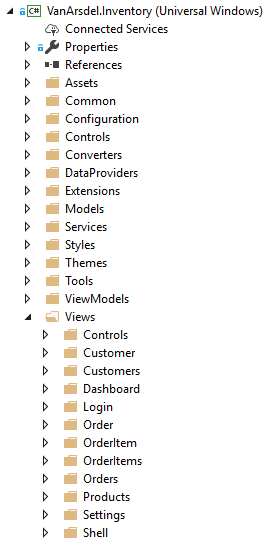 C# VanArsdel.Inventory (Universal Windows)
Connected Services
Properties
References
Assets
Common
Configuration
Controls
Converters
DataProviders
Extensions
Models
Services
Styles
Themes
Tools
ViewModels
Views
Controls
Customer
Customers
Dashboard
Login
Order
OrderItem
OrderItems
Orders
Products
Settings
Shell